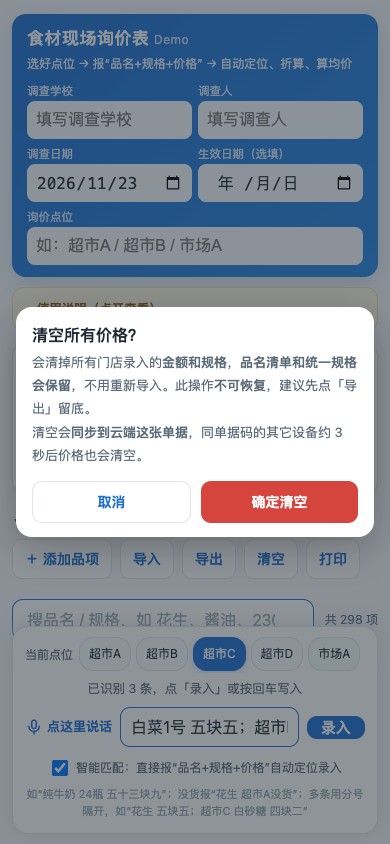 食材现场询价表 Demo
选好点位 → 报“品名+规格+价格” → 自动定位、折算、算均价
调查学校 调查人
填写调查学校 填写调查人
调查日期 生效日期（选填）
2026/11/23 年 /月/日
询价点位
如：超市A / 超市B / 市场A
清空所有价格?
会清掉所有门店录入的金额和规格，品名清单和统一规格
会保留，不用重新导入。此操作不可恢复，建议先点「导
出」留底。
清空会同步到云端这张单据，同单据码的其它设备约 3
秒后价格也会清空。
取消 确定清空
＋ 添加品项 导入 导出 清空 打印
搜品名 / 规格，如 花生、酱油、230 共 298 项
当前点位 超市A 超市B 超市C 超市D 市场A
已识别 3 条，点「录入」或按回车写入
点这里说话 白菜1号 五块五；超市 录入
智能匹配：直接报“品名+规格+价格”自动定位录入
如“纯牛奶 24瓶 五十三块九”；没货报“花生 超市A没货”；多条用分号
隔开，如“花生 五块五；超市C 白砂糖 四块二”